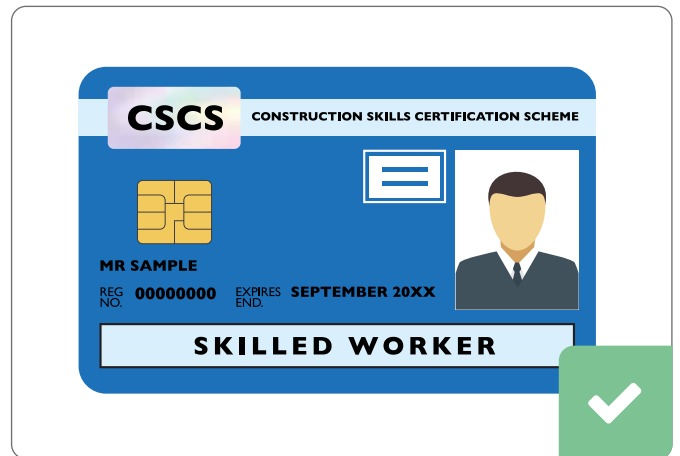 CSCS CONSTRUCTION SKILLS CERTIFICATION SCHEME
MR SAMPLE
REG NO. 00000000 EXPIRES END. SEPTEMBER 20XX
SKILLED WORKER